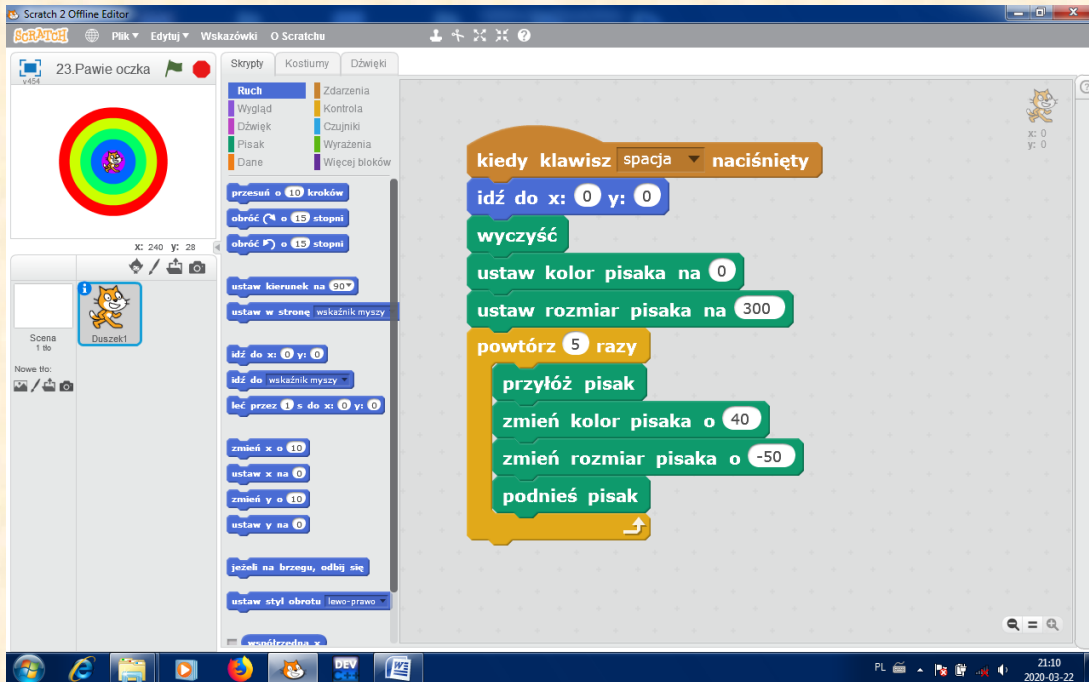 Scratch 2 Offline Editor
SCRATCH Plik Edytuj Wskazówki O Scratchu
v454
23.Pawie oczka
x: 240 y: 28
Duszek1
Scena
1 tło
Nowe tło:
Skrypty Kostiumy Dźwięki
Ruch Zdarzenia
Wygląd Kontrola
Dźwięk Czujniki
Pisak Wyrażenia
Dane Więcej bloków
przesuń o 10 kroków
obróć o 15 stopni
obróć o 15 stopni
ustaw kierunek na 90
ustaw w stronę wskaźnik myszy
idź do x: 0 y: 0
idź do wskaźnik myszy
leć przez 1 s do x: 0 y: 0
zmień x o 10
ustaw x na 0
zmień y o 10
ustaw y na 0
jeżeli na brzegu, odbij się
ustaw styl obrotu lewo-prawo
współrzędna x
kiedy klawisz spacja naciśnięty
idź do x: 0 y: 0
wyczyść
ustaw kolor pisaka na 0
ustaw rozmiar pisaka na 300
powtórz 5 razy
przyłóż pisak
zmień kolor pisaka o 40
zmień rozmiar pisaka o -50
podnieś pisak
x: 0
y: 0
DEV
PL
21:10
2020-03-22